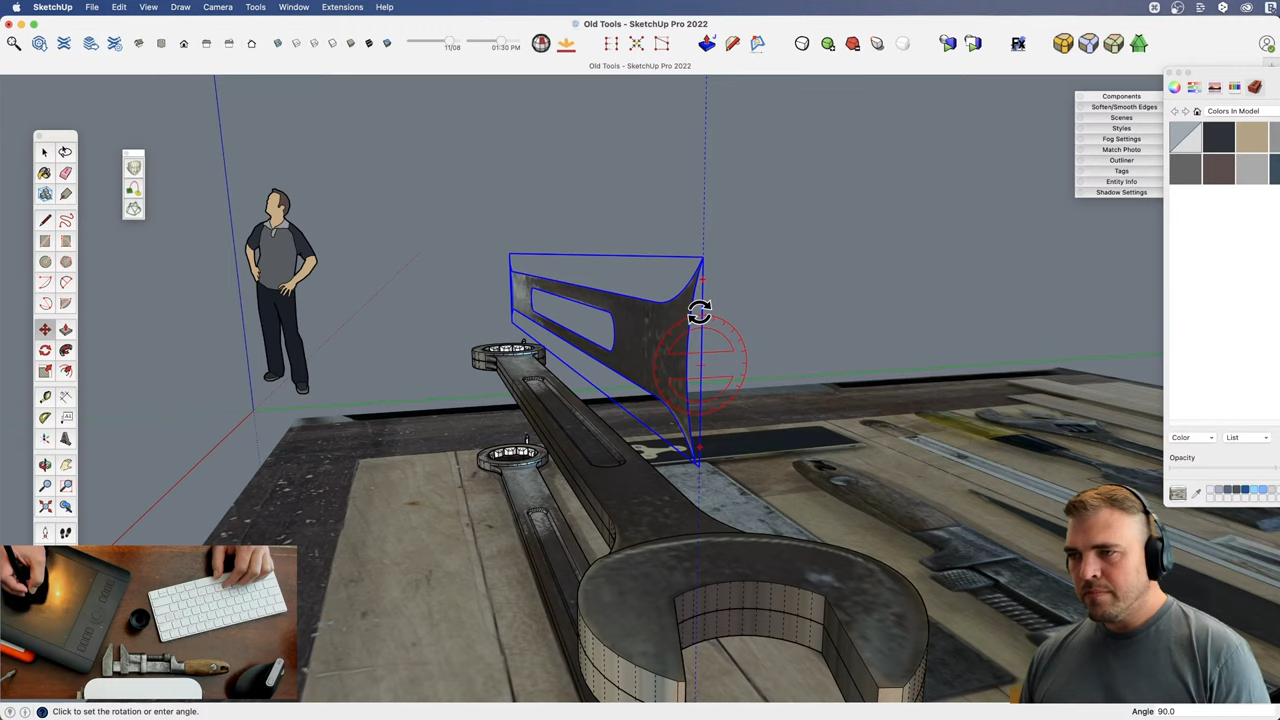 SketchUp File Edit View Draw Camera Tools Window Extensions Help
Old Tools - SketchUp Pro 2022
11/08 01:30 PM
Old Tools - SketchUp Pro 2022
Components
Soften/Smooth Edges
Scenes
Styles
Fog Settings
Match Photo
Outliner
Tags
Entity Info
Shadow Settings
Colors In Model
Color List
Opacity
Click to set the rotation or enter angle.
Angle 90.0